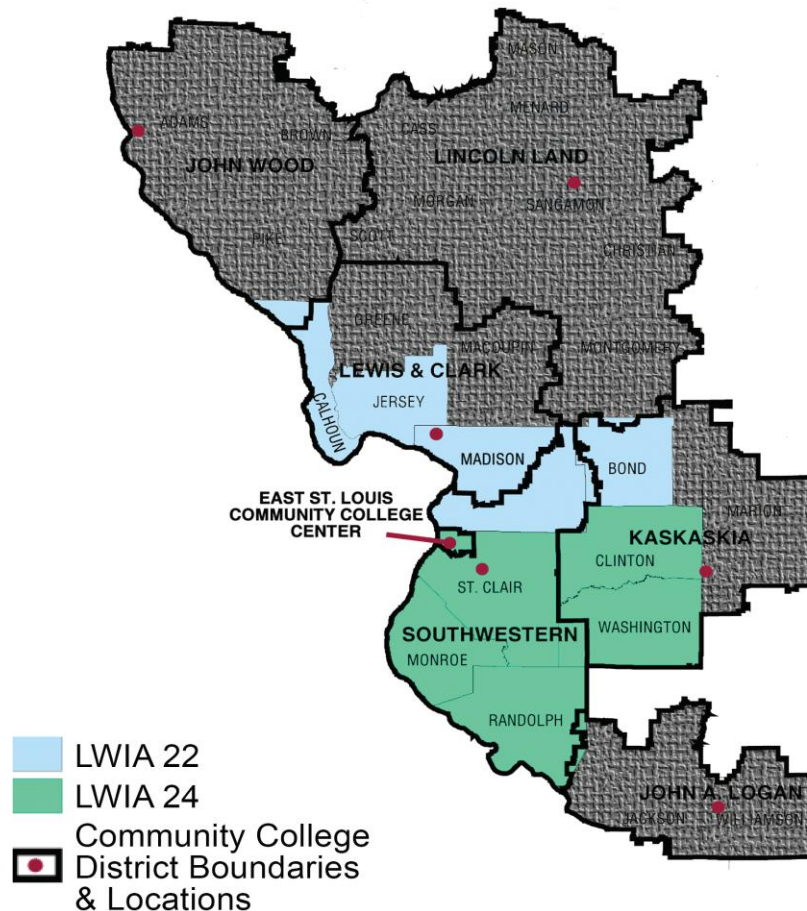 MASON
MENARD
CASS
ADAMS
BROWN
LINCOLN LAND
JOHN WOOD
MORGAN
SANGAMON
PIKE
SCOTT
CHRISTIAN
GREENE
MACOUPIN
MONTGOMERY
LEWIS & CLARK
JERSEY
CALHOUN
MADISON
BOND
EAST ST. LOUIS
COMMUNITY COLLEGE
CENTER
MARION
KASKASKIA
CLINTON
ST. CLAIR
WASHINGTON
SOUTHWESTERN
MONROE
RANDOLPH
JOHN A. LOGAN
JACKSON
WILLIAMSON
LWIA 22
LWIA 24
Community College
District Boundaries
& Locations